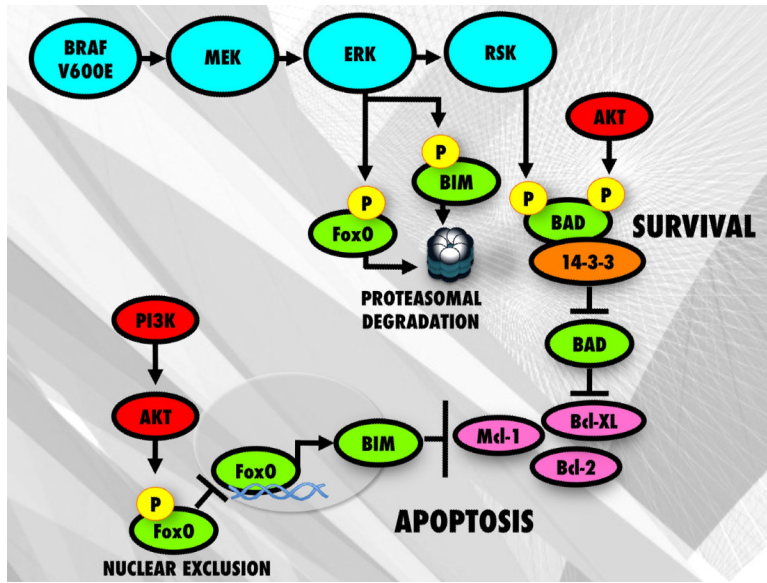 BRAF
V600E
MEK
ERK
RSK
AKT
P
BIM
P
FoxO
P
P
BAD
14-3-3
SURVIVAL
PROTEASOMAL
DEGRADATION
PI3K
AKT
P
FoxO
NUCLEAR EXCLUSION
FoxO
BIM
BAD
Mcl-1
Bcl-XL
Bcl-2
APOPTOSIS